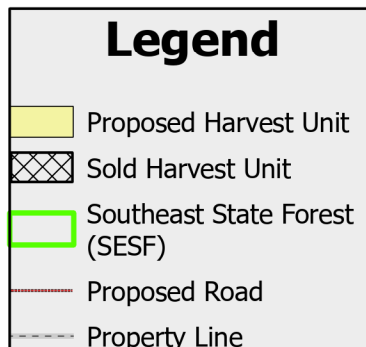 Legend
Proposed Harvest Unit
Sold Harvest Unit
Southeast State Forest
(SESF)
Proposed Road
Property Line